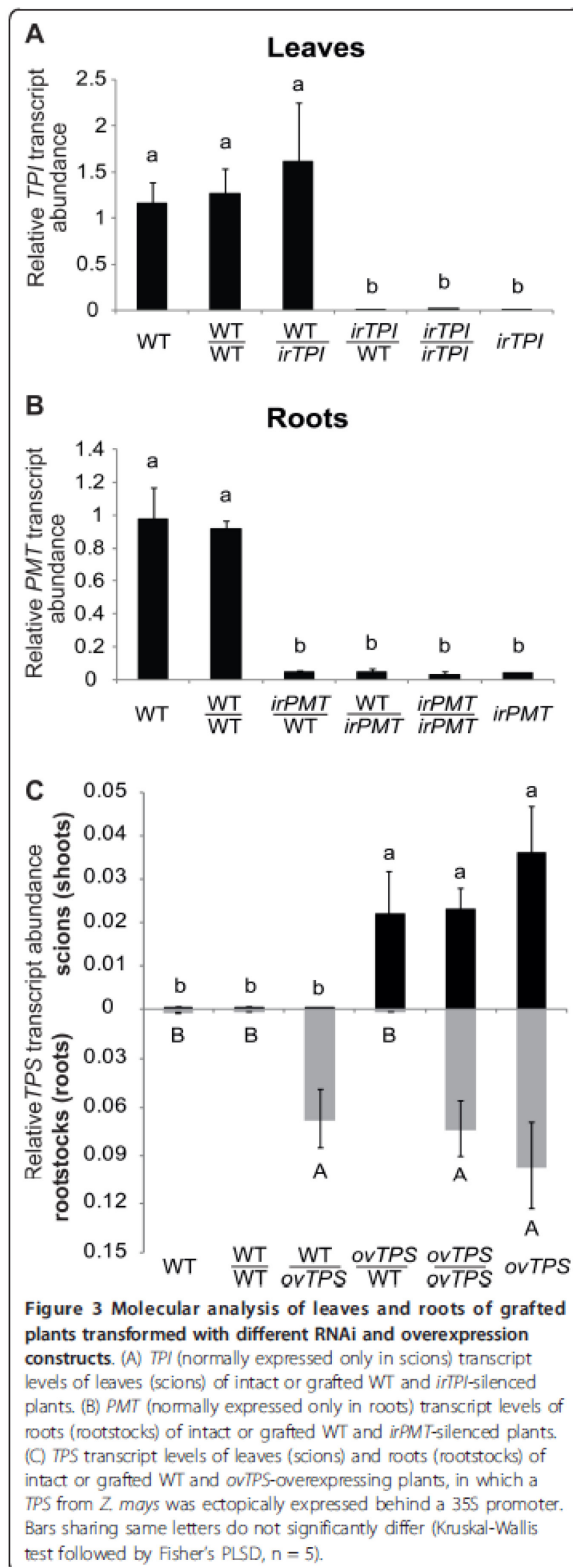 A
Leaves
Relative TPI transcript
abundance
2.5
2
1.5
1
0.5
0
a
a
a
b
b
b
WT
WT
WT
WT
irTPI
irTPI
WT
irTPI
irTPI
irTPI
B
Roots
Relative PMT transcript
abundance
1.4
1.2
1
0.8
0.6
0.4
0.2
0
a
a
b
b
b
b
WT
WT
WT
irPMT
WT
WT
irPMT
irPMT
irPMT
irPMT
C
Relative TPS transcript abundance
scions (shoots)
rootstocks (roots)
0.05
0.04
0.03
0.02
0.01
0
0.03
0.06
0.09
0.12
0.15
b
b
b
a
a
a
B
B
A
B
A
A
WT
WT
WT
WT
ovTPS
ovTPS
WT
ovTPS
ovTPS
ovTPS
Figure 3 Molecular analysis of leaves and roots of grafted
plants transformed with different RNAi and overexpression
constructs. (A) TPI (normally expressed only in scions) transcript
levels of leaves (scions) of intact or grafted WT and irTPI-silenced
plants. (B) PMT (normally expressed only in roots) transcript levels of
roots (rootstocks) of intact or grafted WT and irPMT-silenced plants.
(C) TPS transcript levels of leaves (scions) and roots (rootstocks) of
intact or grafted WT and ovTPS-overexpressing plants, in which a
TPS from Z. mays was ectopically expressed behind a 35S promoter.
Bars sharing same letters do not significantly differ (Kruskal-Wallis
test followed by Fisher's PLSD, n = 5).